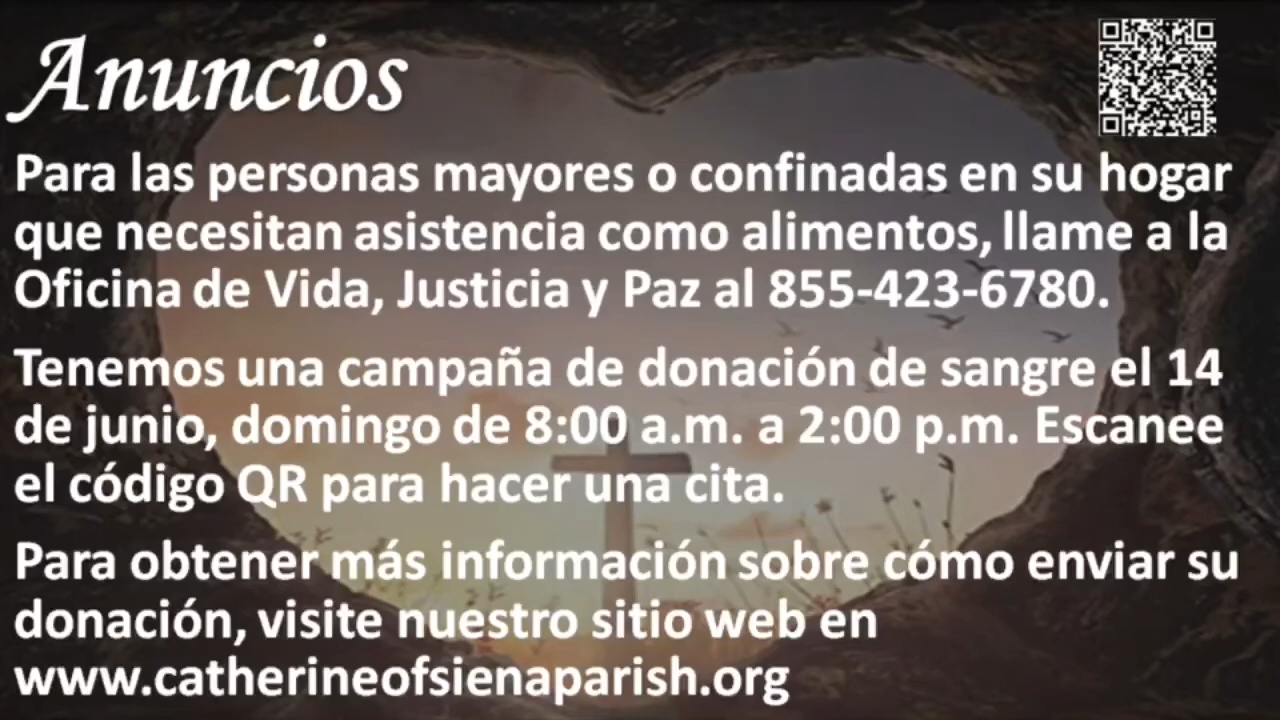 Anuncios
Para las personas mayores o confinadas en su hogar
que necesitan asistencia como alimentos, llame a la
Oficina de Vida, Justicia y Paz al 855-423-6780.
Tenemos una campaña de donación de sangre el 14
de junio, domingo de 8:00 a.m. a 2:00 p.m. Escanee
el código QR para hacer una cita.
Para obtener más información sobre cómo enviar su
donación, visite nuestro sitio web en
www.catherineofsienaparish.org